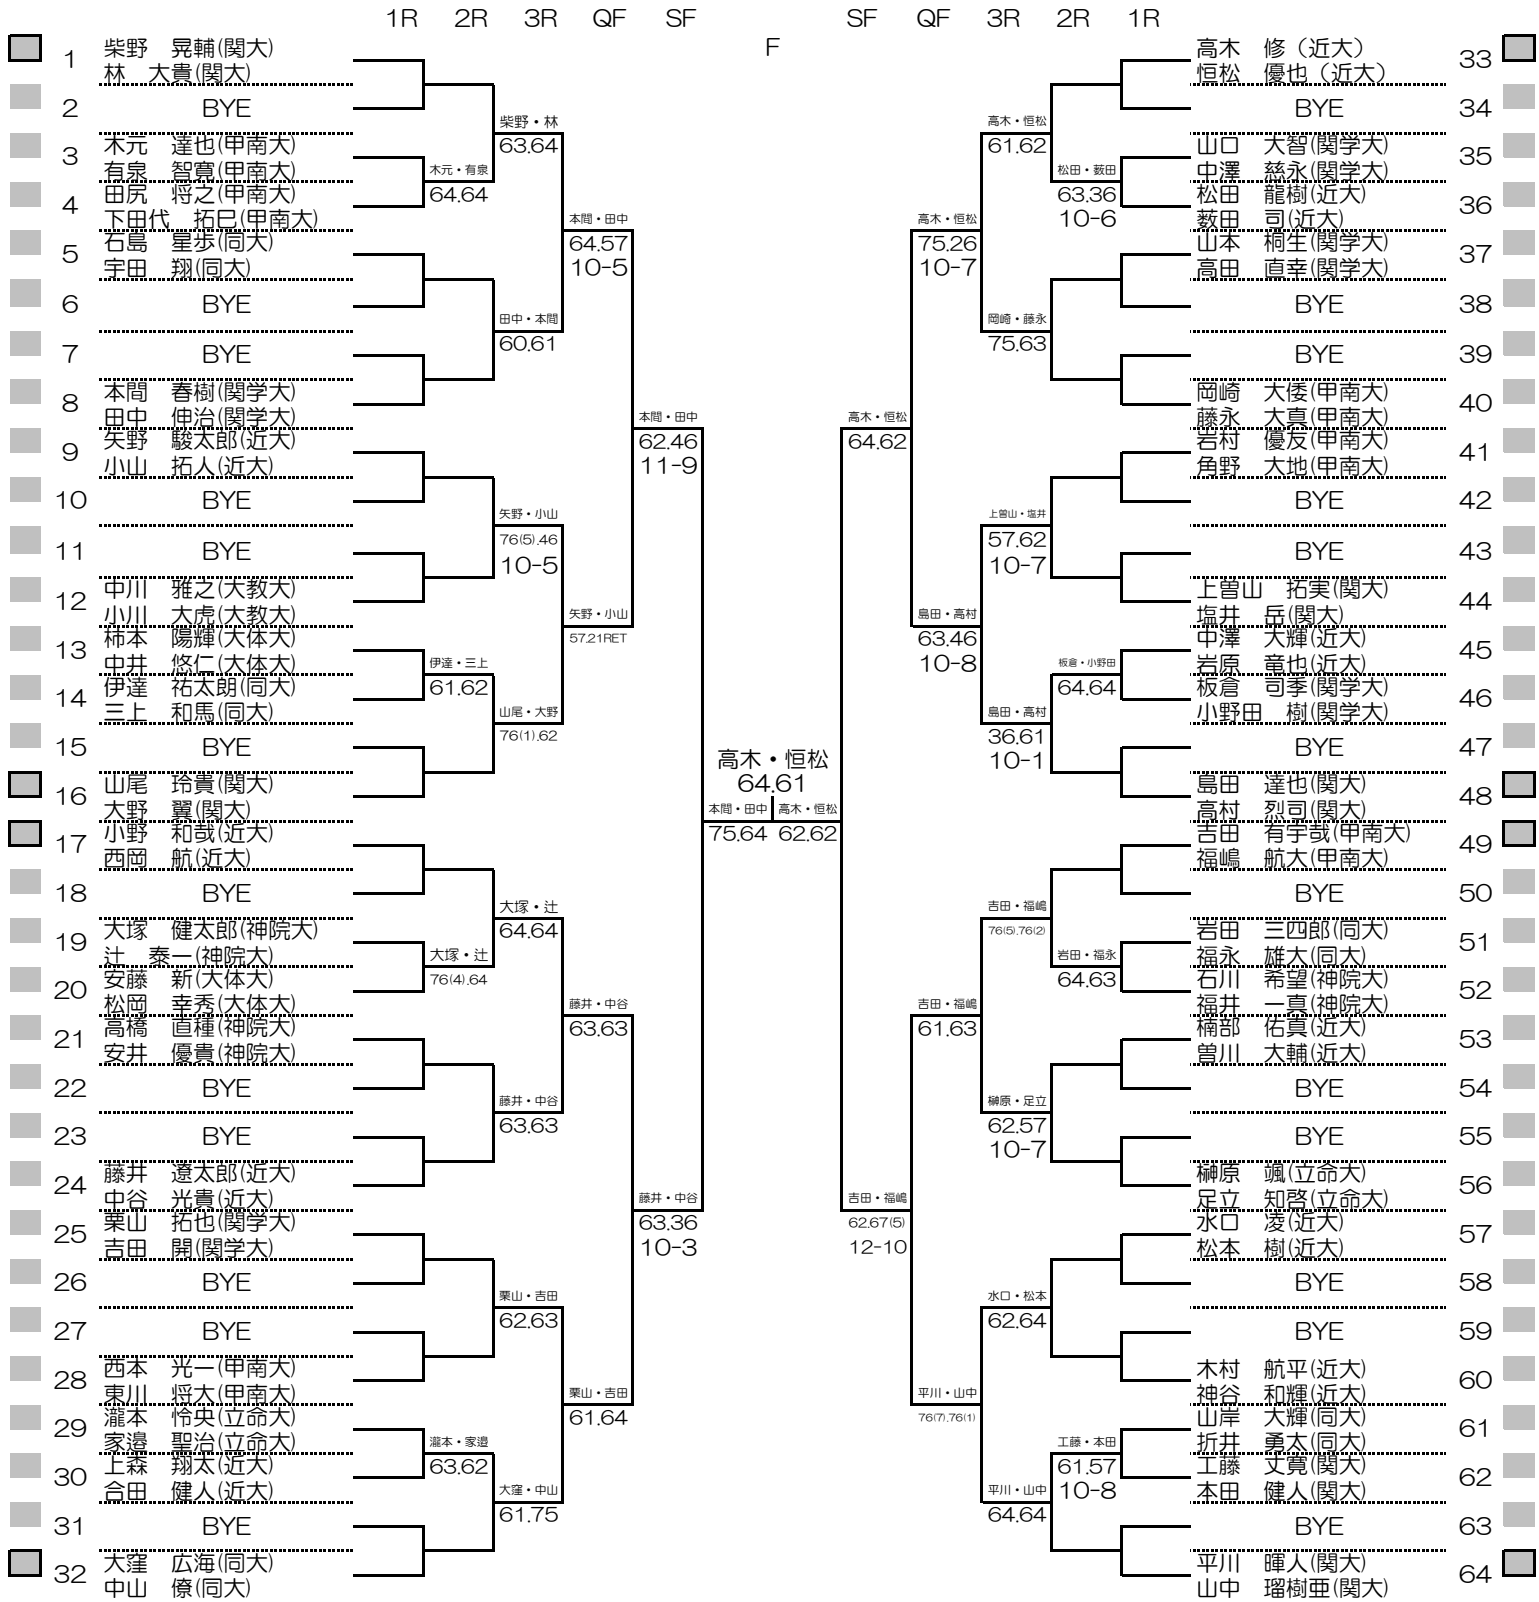 1R 2R 3R QF SF
F
SF QF 3R 2R 1R
1 柴野 晃輔(関大)
林 大貴(関大)
2 BYE
3 木元 達也(甲南大)
有泉 智寛(甲南大)
4 田尻 将之(甲南大)
下田代 拓巳(甲南大)
5 石島 星歩(同大)
宇田 翔(同大)
6 BYE
7 BYE
8 本間 春樹(関学大)
田中 伸治(関学大)
9 矢野 駿太郎(近大)
小山 拓人(近大)
10 BYE
11 BYE
12 中川 雅之(大教大)
小川 大虎(大教大)
13 柿本 陽輝(大体大)
中井 悠仁(大体大)
14 伊達 祐太朗(同大)
三上 和馬(同大)
15 BYE
16 山尾 玲貴(関大)
大野 翼(関大)
17 小野 和哉(近大)
西岡 航(近大)
18 BYE
19 大塚 健太郎(神院大)
辻 泰一(神院大)
20 安藤 新(大体大)
松岡 幸秀(大体大)
21 高橋 直種(神院大)
安井 優貴(神院大)
22 BYE
23 BYE
24 藤井 遼太郎(近大)
中谷 光貴(近大)
25 栗山 拓也(関学大)
吉田 開(関学大)
26 BYE
27 BYE
28 西本 光一(甲南大)
東川 将大(甲南大)
29 瀧本 怜央(立命大)
家邉 聖治(立命大)
30 上森 翔太(近大)
合田 健人(近大)
31 BYE
32 大窪 広海(同大)
中山 僚(同大)
木元・有泉
64.64
伊達・三上
61.62
大塚・辻
76(4).64
瀧本・家邉
63.62
柴野・林
63.64
田中・本間
60.61
矢野・小山
76(5).46
10-5
山尾・大野
76(1).62
大塚・辻
64.64
藤井・中谷
63.63
栗山・吉田
62.63
大窪・中山
61.75
本間・田中
64.57
10-5
矢野・小山
57.21RET
藤井・中谷
63.63
栗山・吉田
61.64
本間・田中
62.46
11-9
藤井・中谷
63.36
10-3
高木・恒松
64.61
本間・田中
75.64
高木・恒松
62.62
高木・恒松
64.62
吉田・福嶋
62.67(5)
12-10
高木・恒松
75.26
10-7
島田・高村
63.46
10-8
吉田・福嶋
61.63
平川・山中
76(7).76(1)
高木・恒松
61.62
岡崎・藤永
75.63
上曽山・塩井
57.62
10-7
島田・高村
36.61
10-1
吉田・福嶋
76(5).76(2)
榊原・足立
62.57
10-7
水口・松本
62.64
平川・山中
64.64
松田・薮田
63.36
10-6
板倉・小野田
64.64
岩田・福永
64.63
工藤・本田
61.57
10-8
高木 修（近大） 33
恒松 優也（近大）
BYE 34
山口 大智(関学大) 35
中澤 慈永(関学大)
松田 龍樹(近大) 36
薮田 司(近大)
山本 桐生(関学大) 37
高田 直幸(関学大)
BYE 38
BYE 39
岡崎 大倭(甲南大) 40
藤永 大真(甲南大)
岩村 優友(甲南大) 41
角野 大地(甲南大)
BYE 42
BYE 43
上曽山 拓実(関大) 44
塩井 岳(関大)
中澤 大輝(近大) 45
岩原 竜也(近大)
板倉 司季(関学大) 46
小野田 樹(関学大)
BYE 47
島田 達也(関大) 48
高村 烈司(関大)
吉田 有宇哉(甲南大) 49
福嶋 航大(甲南大)
BYE 50
岩田 三四郎(同大) 51
福永 雄大(同大)
石川 希望(神院大) 52
福井 一真(神院大)
楠部 佑真(近大) 53
曽川 大輔(近大)
BYE 54
BYE 55
榊原 颯(立命大) 56
足立 知啓(立命大)
水口 凌(近大) 57
松本 樹(近大)
BYE 58
BYE 59
木村 航平(近大) 60
神谷 和輝(近大)
山岸 大輝(同大) 61
折井 勇太(同大)
工藤 丈寛(関大) 62
本田 健人(関大)
BYE 63
平川 暉人(関大) 64
山中 瑠樹亜(関大)